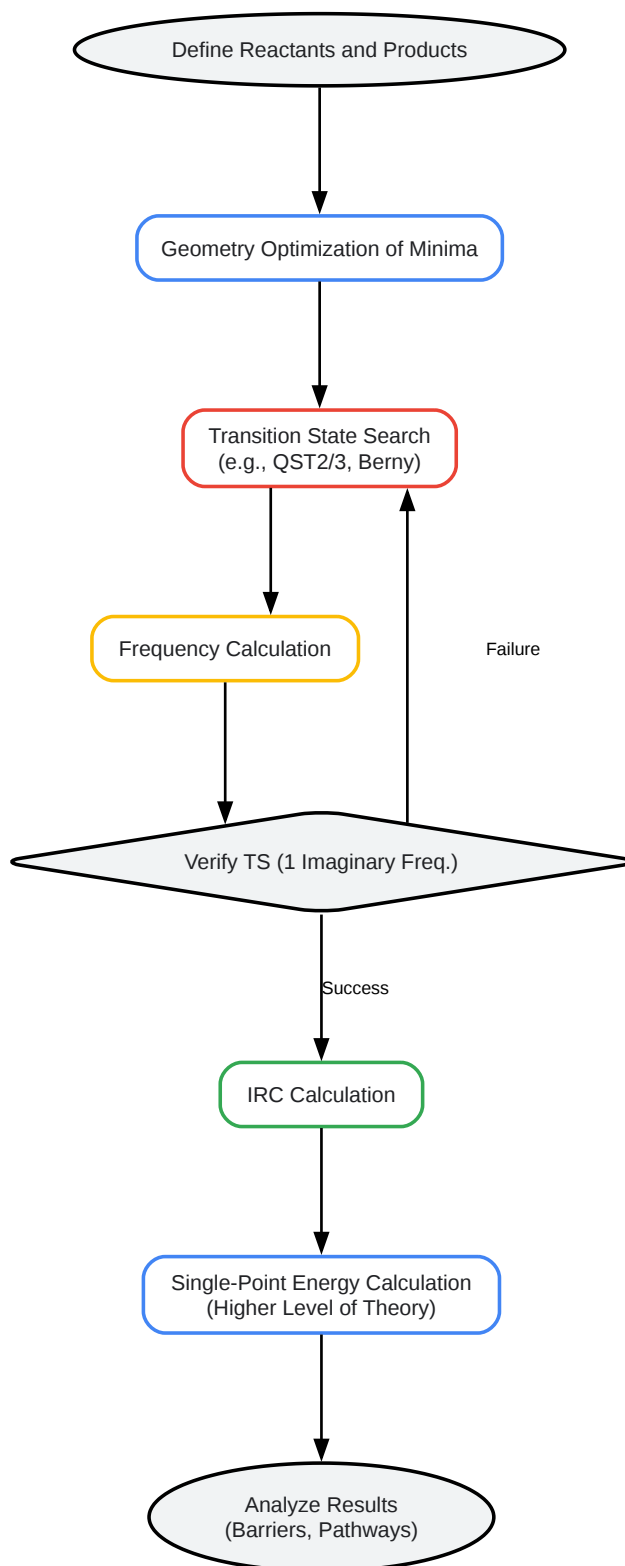 Define Reactants and Products
Geometry Optimization of Minima
Transition State Search
(e.g., QST2/3, Berny)
Frequency Calculation
Failure
Verify TS (1 Imaginary Freq.)
Success
IRC Calculation
Single-Point Energy Calculation
(Higher Level of Theory)
Analyze Results
(Barriers, Pathways)